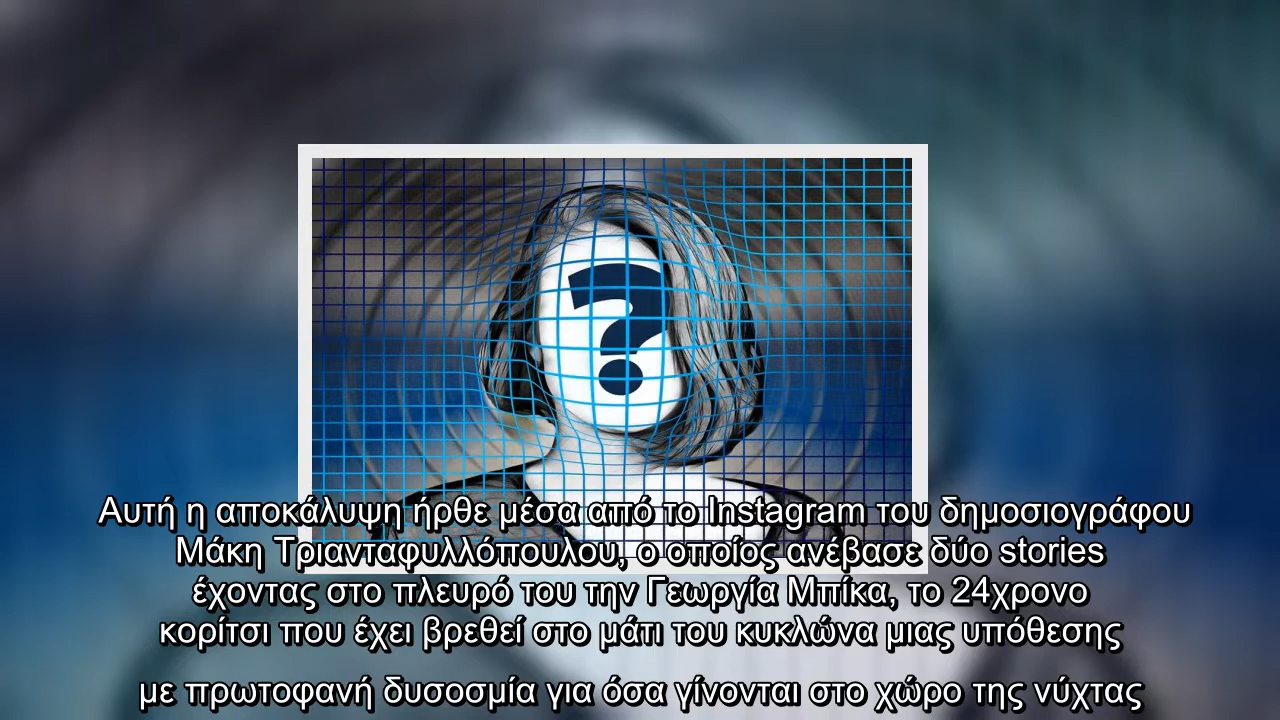 ?
Αυτή η αποκάλυψη ήρθε μέσα από το Instagram του δημοσιογράφου
Μάκη Τριανταφυλλόπουλου, ο οποίος ανέβασε δύο stories
έχοντας στο πλευρό του την Γεωργία Μπίκα, το 24χρονο
κορίτσι που έχει βρεθεί στο μάτι του κυκλώνα μιας υπόθεσης
με πρωτοφανή δυσοσμία για όσα γίνονται στο χώρο της νύχτας